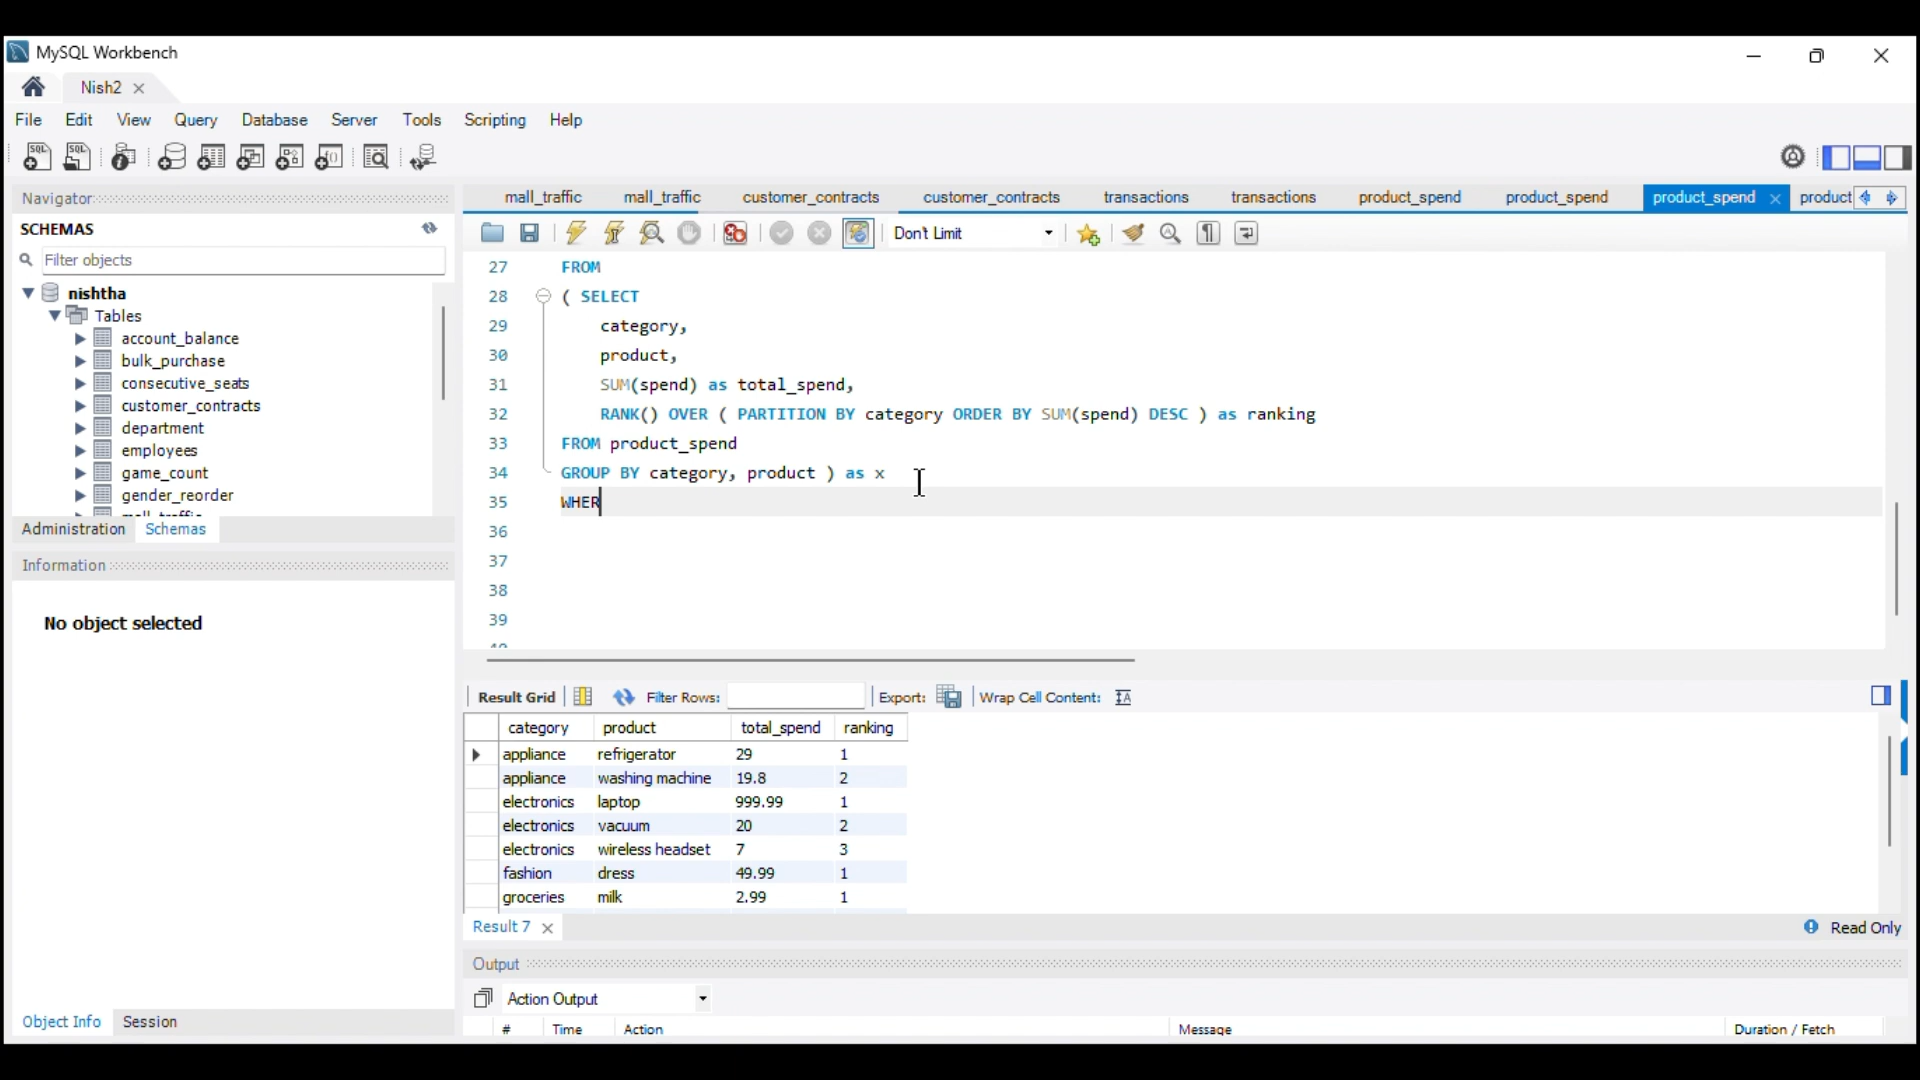 MySQL Workbench
Nish2
File Edit View Query Database Server Tools Scripting Help
Navigator
SCHEMAS
Filter objects
nishtha
Tables
account_balance
bulk_purchase
consecutive_seats
customer_contracts
department
employees
game_count
gender_reorder
Administration Schemas
Information
No object selected
Object Info Session
mall_traffic mall_traffic customer_contracts customer_contracts transactions transactions product_spend product_spend product_spend product
Don't Limit
27 FROM
28 ( SELECT
29 category,
30 product,
31 SUM(spend) as total_spend,
32 RANK() OVER ( PARTITION BY category ORDER BY SUM(spend) DESC ) as ranking
33 FROM product_spend
34 GROUP BY category, product ) as x
35 WHER
36
37
38
39
Result Grid Filter Rows: Export: Wrap Cell Content:
category product total_spend ranking
appliance refrigerator 29 1
appliance washing machine 19.8 2
electronics laptop 999.99 1
electronics vacuum 20 2
electronics wireless headset 7 3
fashion dress 49.99 1
groceries milk 2.99 1
Result 7 Read Only
Output
Action Output
# Time Action Message Duration / Fetch